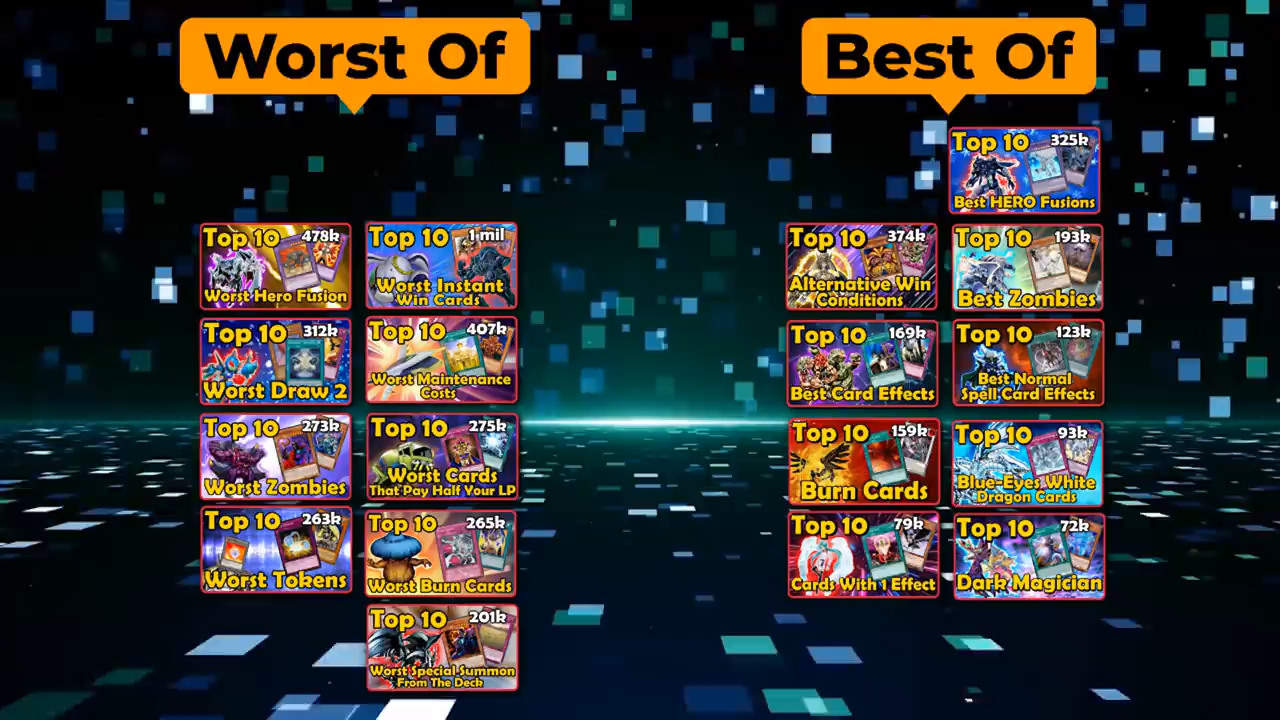 Worst Of
Top 10 478k
Worst Hero Fusion
Top 10 1 mil
Worst Instant
Win Cards
Top 10 312k
Worst Draw 2
Top 10 407k
Worst Maintenance
Costs
Top 10 273k
Worst Zombies
Top 10 275k
Worst Cards
That Pay Half Your LP
Top 10 263k
Worst Tokens
Top 10 265k
Worst Burn Cards
Top 10 201k
Worst Special Summon
From The Deck
Best Of
Top 10 325k
Best HERO Fusions
Top 10 374k
Alternative Win
Conditions
Top 10 193k
Best Zombies
Top 10 169k
Best Card Effects
Top 10 123k
Best Normal
Spell Card Effects
Top 10 159k
Burn Cards
Top 10 93k
Blue-Eyes White
Dragon Cards
Top 10 79k
Cards With 1 Effect
Top 10 72k
Dark Magician